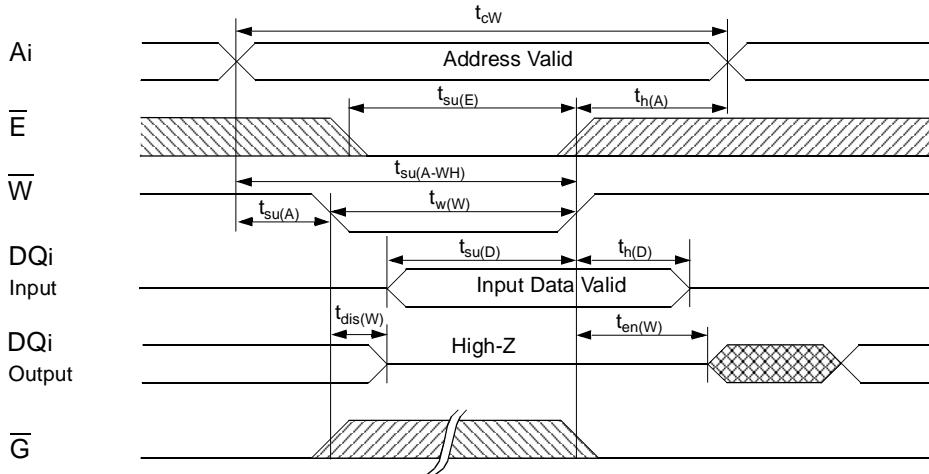 t_cW
Ai
Address Valid
t_su(E)
t_h(A)
E̅
t_su(A-WH)
W̅
t_su(A)
t_w(W)
DQi
Input
t_su(D)
t_h(D)
Input Data Valid
t_dis(W)
t_en(W)
DQi
Output
High-Z
G̅